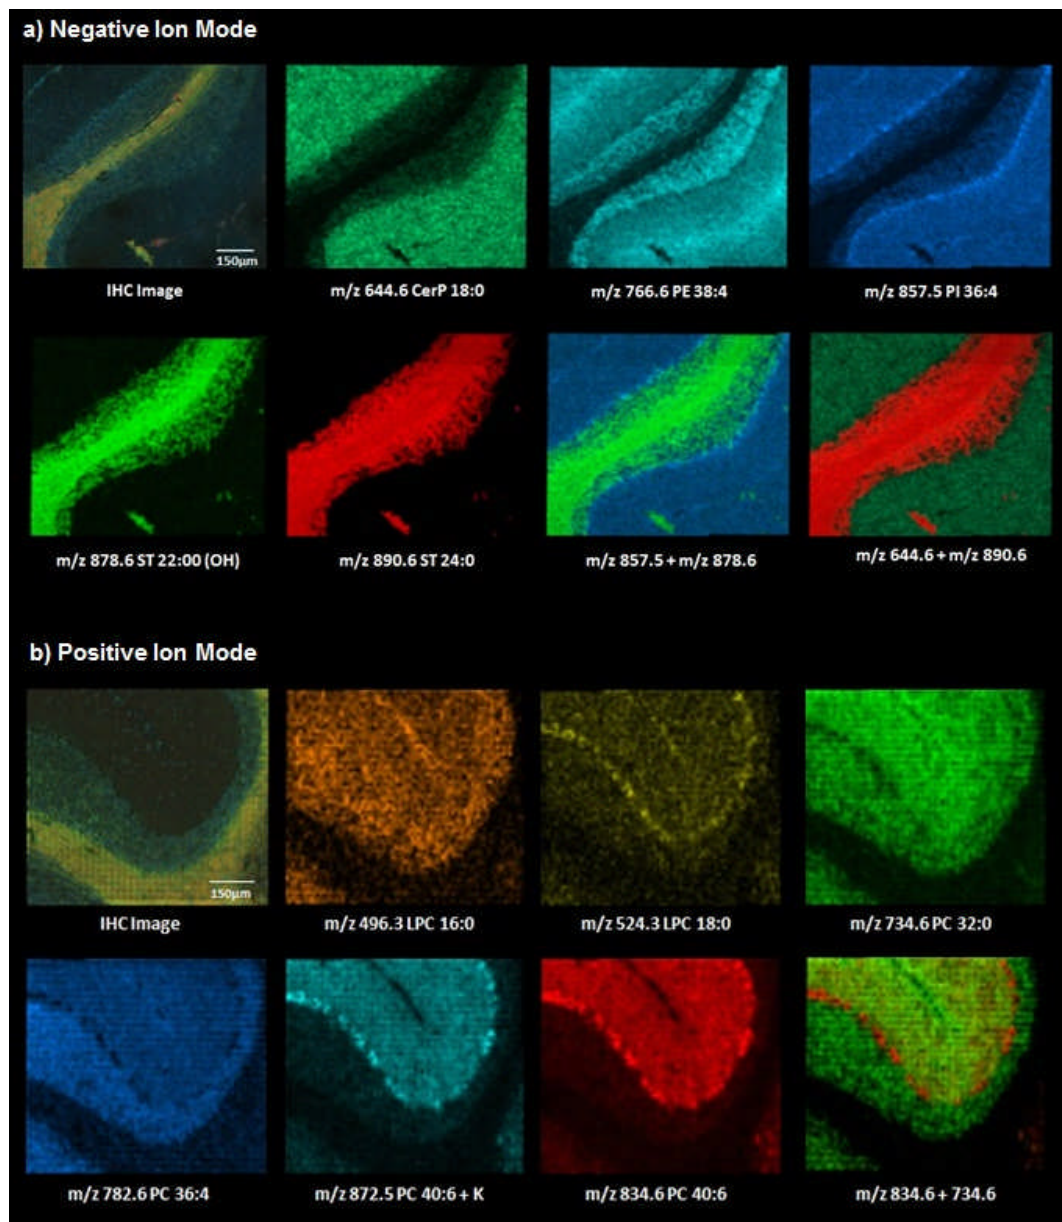 a) Negative Ion Mode
150µm
IHC Image
m/z 644.6 CerP 18:0
m/z 766.6 PE 38:4
m/z 857.5 PI 36:4
m/z 878.6 ST 22:00 (OH)
m/z 890.6 ST 24:0
m/z 857.5 + m/z 878.6
m/z 644.6 + m/z 890.6
b) Positive Ion Mode
150µm
IHC Image
m/z 496.3 LPC 16:0
m/z 524.3 LPC 18:0
m/z 734.6 PC 32:0
m/z 782.6 PC 36:4
m/z 872.5 PC 40:6 + K
m/z 834.6 PC 40:6
m/z 834.6 + 734.6